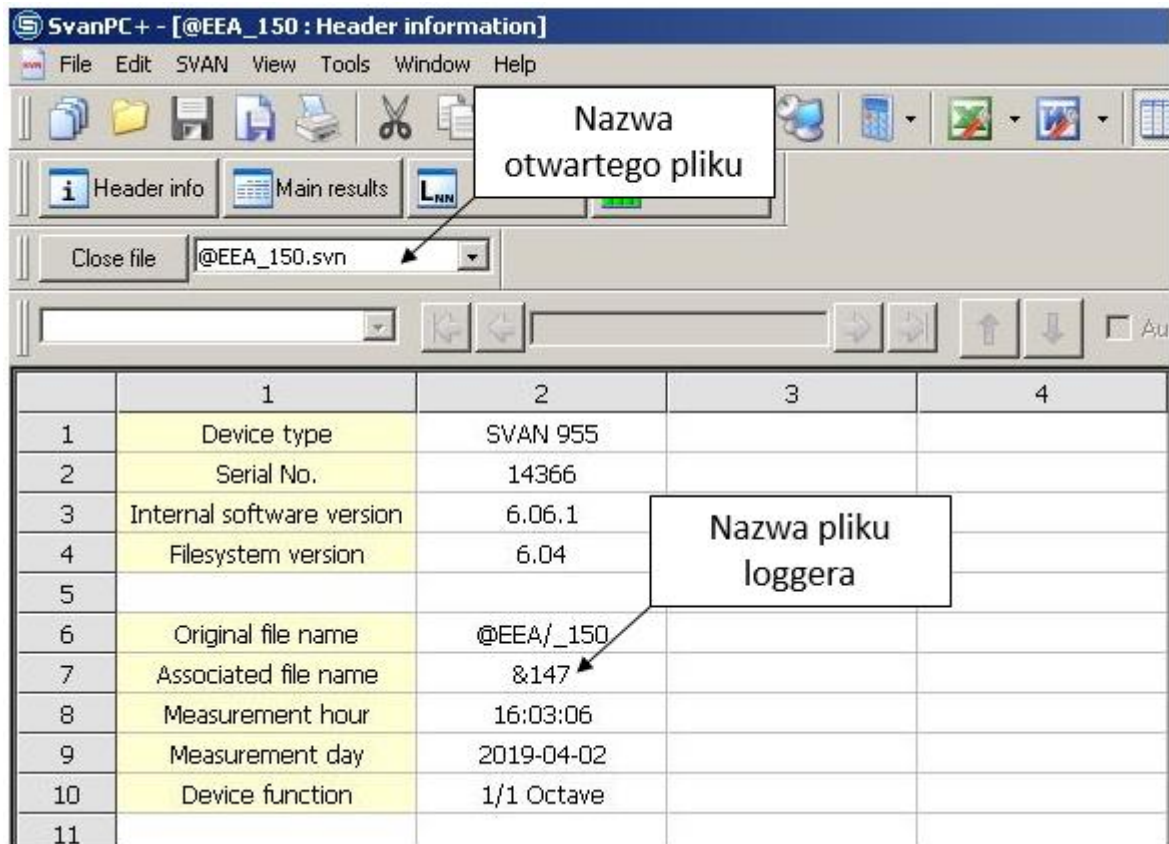 SvanPC+ - [@EEA_150 : Header information]
File Edit SVAN View Tools Window Help
Nazwa
otwartego pliku
Header info Main results LNN
Close file @EEA_150.svn
Au
1 2 3 4
1 Device type SVAN 955
2 Serial No. 14366
3 Internal software version 6.06.1
4 Filesystem version 6.04
Nazwa pliku
loggera
5
6 Original file name @EEA/_150
7 Associated file name &147
8 Measurement hour 16:03:06
9 Measurement day 2019-04-02
10 Device function 1/1 Octave
11